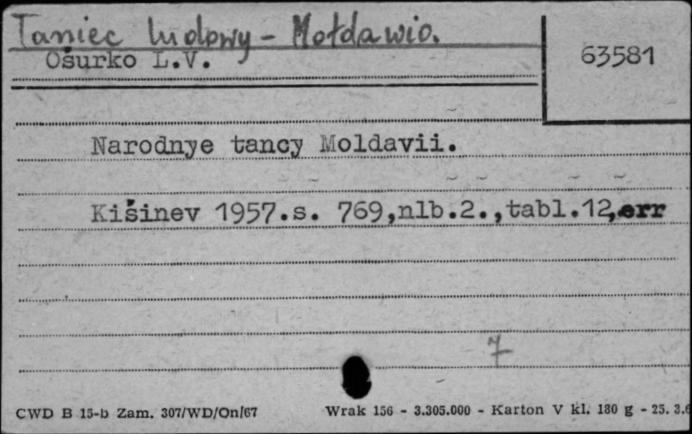 Taniec ludowy - Mołdawia.
Ošurko L.V.
63581
Narodnye tancy Moldavii.
Kišinev 1957.s. 769,nlb.2.,tabl.12,err
7
CWD B 15-b Zam. 307/WD/On/67
Wrak 156 - 3.305.000 - Karton V kl. 180 g - 25. 3.6